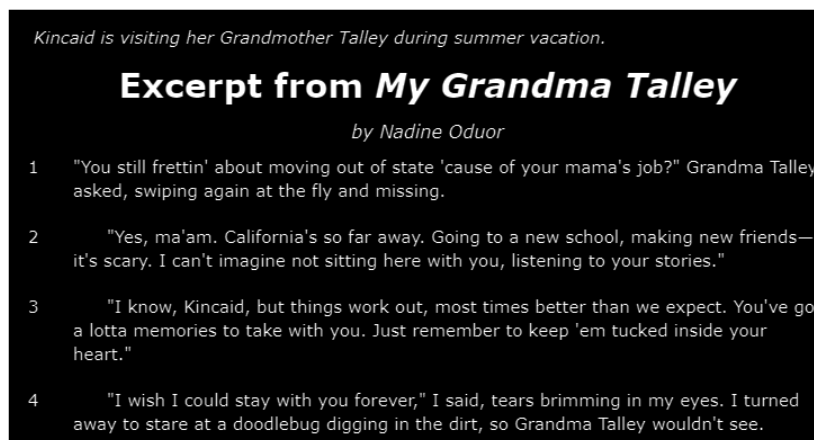 Kincaid is visiting her Grandmother Talley during summer vacation.
Excerpt from My Grandma Talley
by Nadine Oduor
1 "You still frettin' about moving out of state 'cause of your mama's job?" Grandma Talley
asked, swiping again at the fly and missing.
2 "Yes, ma'am. California's so far away. Going to a new school, making new friends—
it's scary. I can't imagine not sitting here with you, listening to your stories."
3 "I know, Kincaid, but things work out, most times better than we expect. You've go
a lotta memories to take with you. Just remember to keep 'em tucked inside your
heart."
4 "I wish I could stay with you forever," I said, tears brimming in my eyes. I turned
away to stare at a doodlebug digging in the dirt, so Grandma Talley wouldn't see.